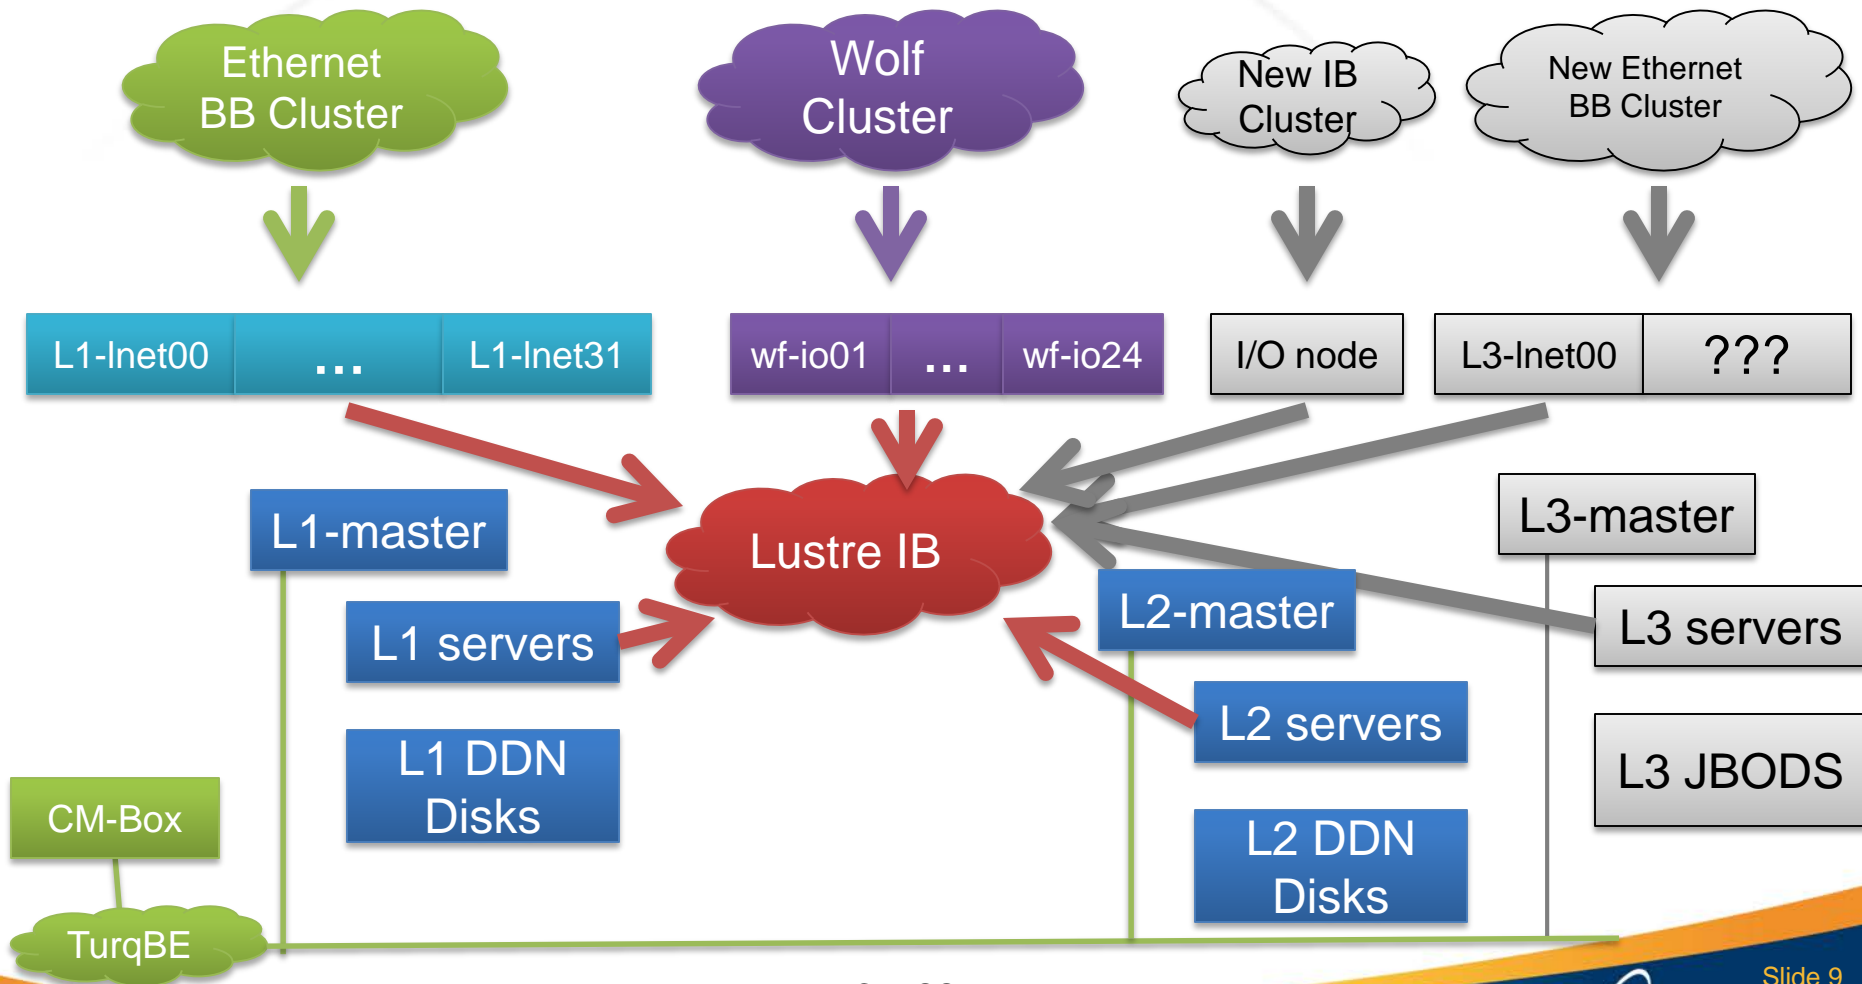 Ethernet
BB Cluster
Wolf
Cluster
New IB
Cluster
New Ethernet
BB Cluster
L1-lnet00
...
L1-lnet31
wf-io01
...
wf-io24
I/O node
L3-lnet00
???
L1-master
Lustre IB
L3-master
L1 servers
L2-master
L3 servers
L2 servers
L1 DDN
Disks
L3 JBODS
CM-Box
L2 DDN
Disks
TurqBE
Slide 9